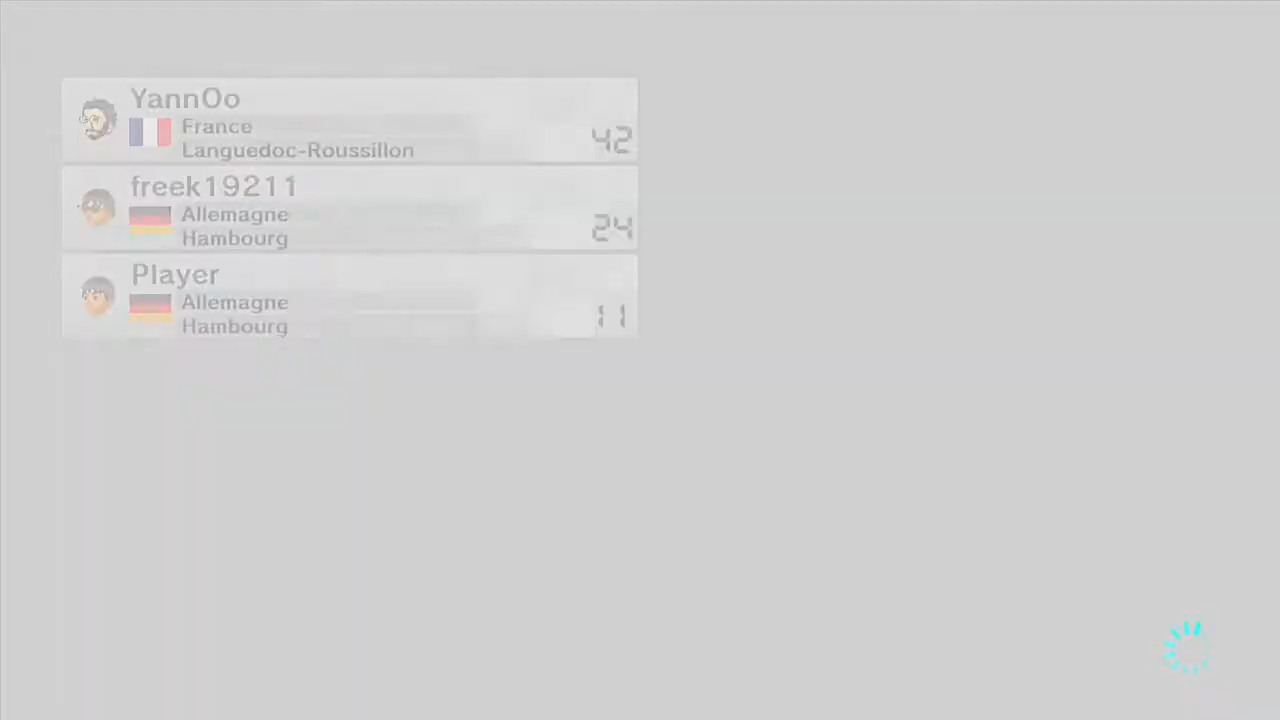 YannOo
France
Languedoc-Roussillon
42
freek19211
Allemagne
Hambourg
24
Player
Allemagne
Hambourg
11